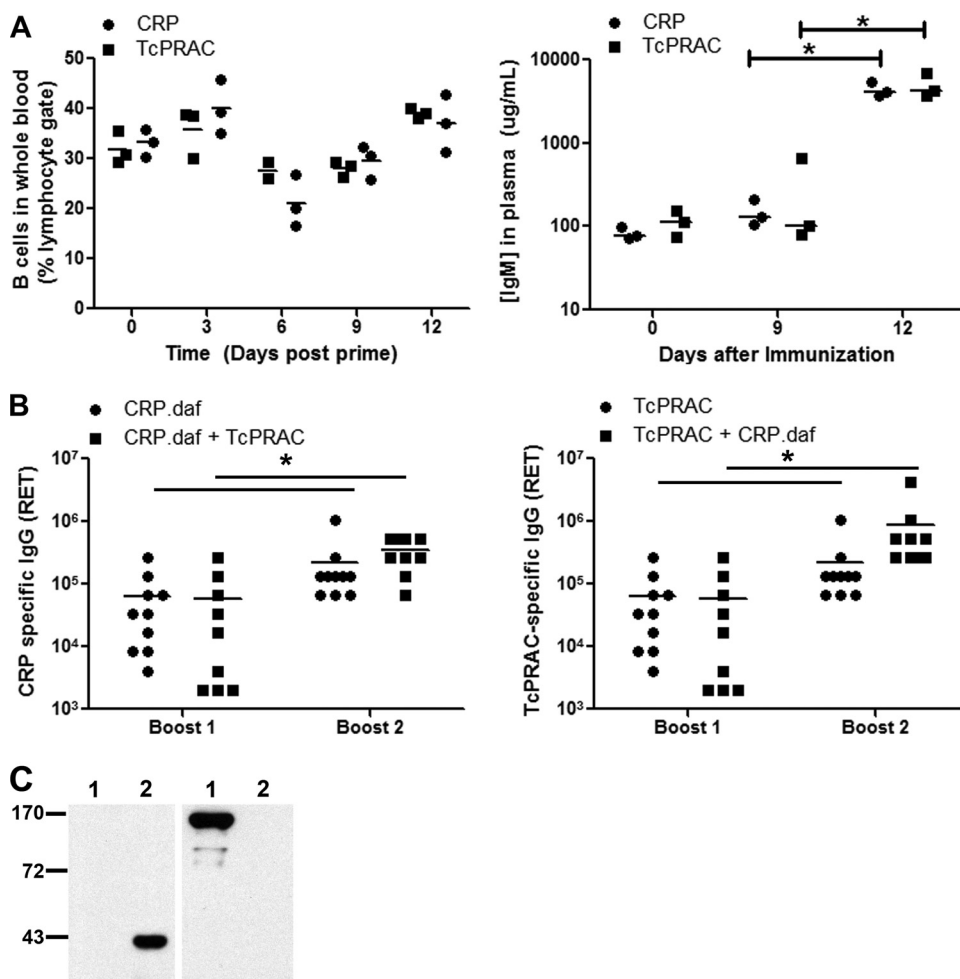 A
CRP
TcPRAC
B cells in whole blood
(% lymphocyte gate)
50
40
30
20
10
0
0 3 6 9 12
Time (Days post prime)
CRP
TcPRAC
*
*
[IgM] in plasma (ug/mL)
10000
1000
100
10
0 9 12
Days after Immunization
B
CRP.daf
CRP.daf + TcPRAC
*
CRP specific IgG (RET)
10⁷
10⁶
10⁵
10⁴
10³
Boost 1 Boost 2
TcPRAC
TcPRAC + CRP.daf
*
TcPRAC-specific IgG (RET)
10⁷
10⁶
10⁵
10⁴
10³
Boost 1 Boost 2
C
1 2 1 2
170
72
43